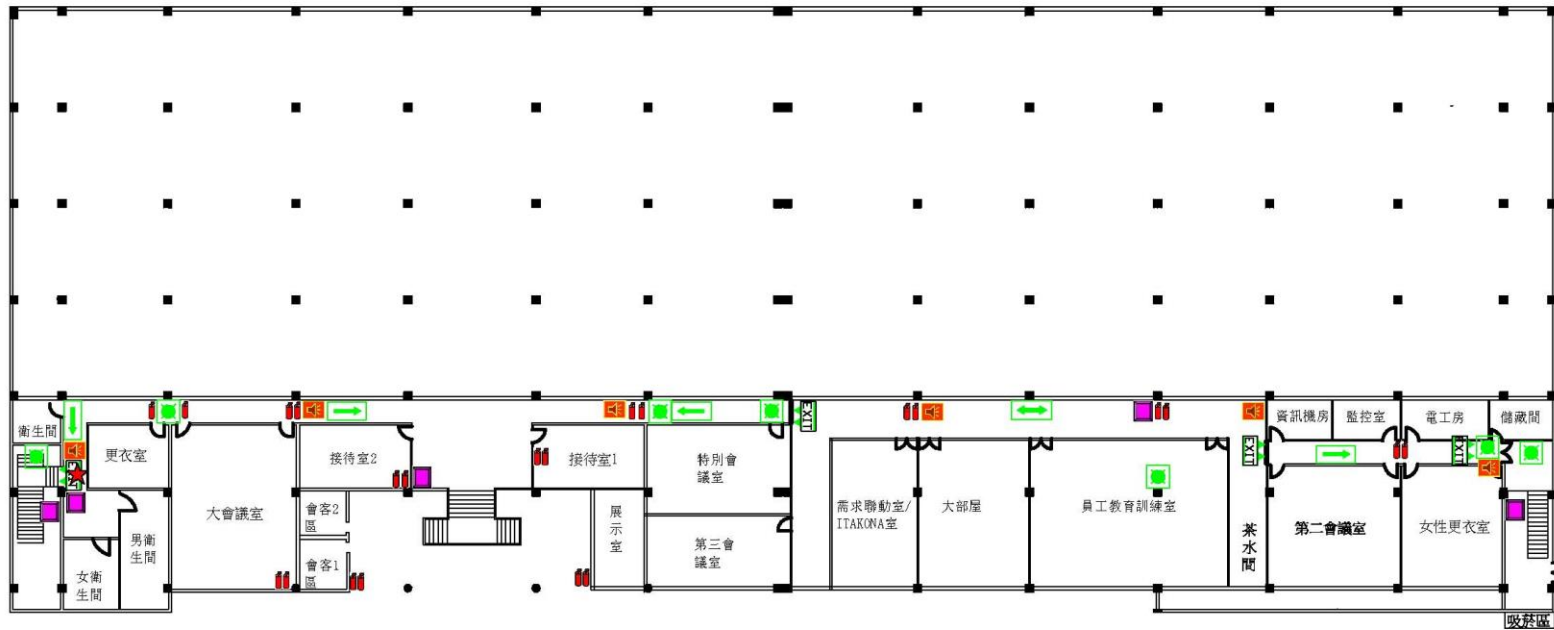 衛生間
更衣室
大會議室
男衛
生間
女衛
生間
接待室2
會客2
區
會客1
區
接待室1
展
示
室
特別會
議室
第三會
議室
EXIT
需求聯動室/
ITAKONA室
大部屋
員工教育訓練室
茶
水
間
EXIT
資訊機房
監控室
電工房
儲藏間
EXIT
第二會議室
女性更衣室
吸菸區